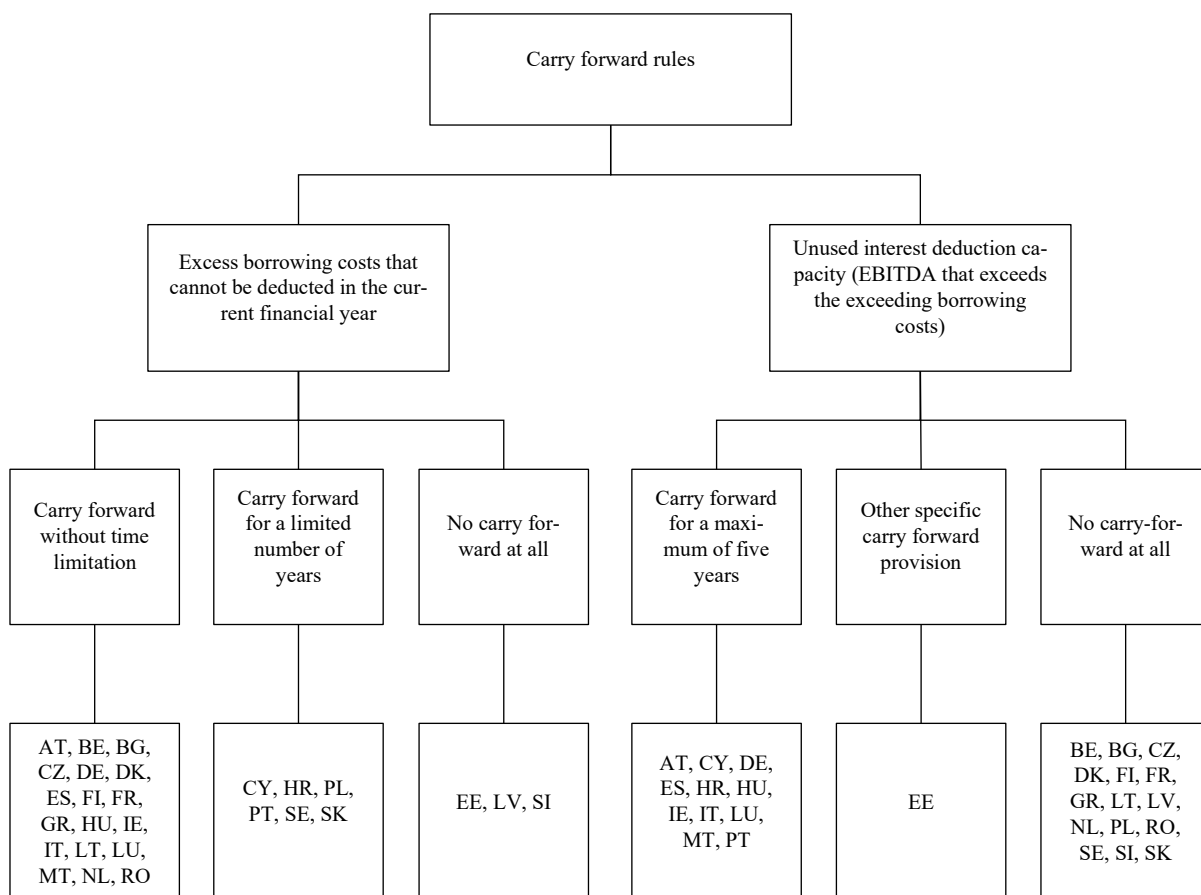 Carry forward rules
Excess borrowing costs that
cannot be deducted in the cur-
rent financial year
Unused interest deduction ca-
pacity (EBITDA that exceeds
the exceeding borrowing
costs)
Carry forward
without time
limitation
Carry forward
for a limited
number of
years
No carry for-
ward at all
Carry forward
for a maxi-
mum of five
years
Other specific
carry forward
provision
No carry-for-
ward at all
AT, BE, BG,
CZ, DE, DK,
ES, FI, FR,
GR, HU, IE,
IT, LT, LU,
MT, NL, RO
CY, HR, PL,
PT, SE, SK
EE, LV, SI
AT, CY, DE,
ES, HR, HU,
IE, IT, LU,
MT, PT
EE
BE, BG, CZ,
DK, FI, FR,
GR, LT, LV,
NL, PL, RO,
SE, SI, SK